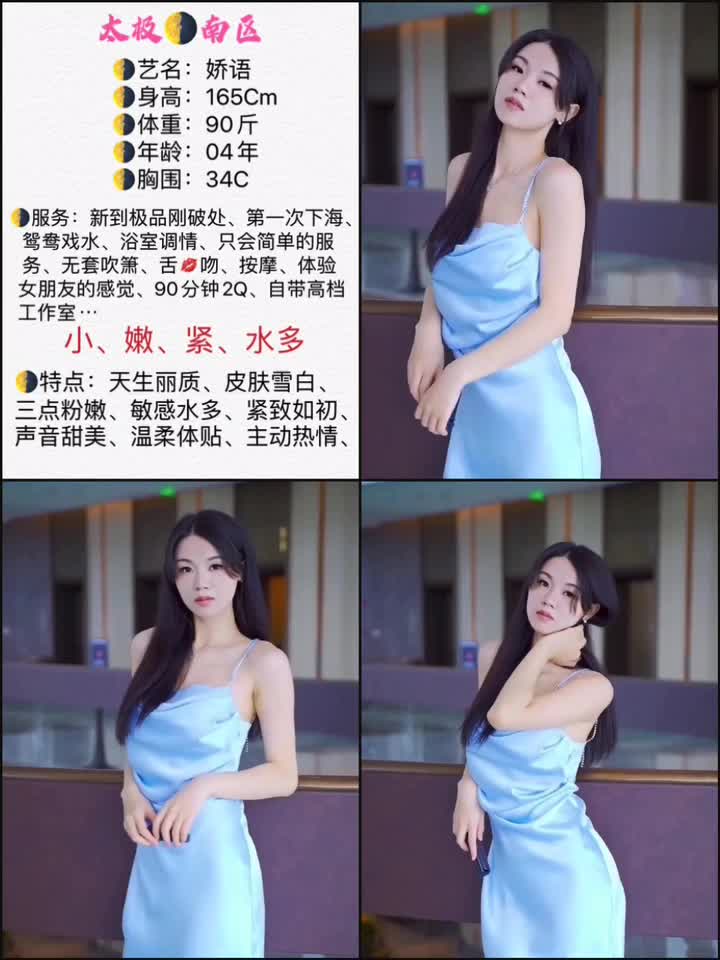 太极🌗南区
🌗艺名：娇语
🌗身高：165Cm
🌗体重：90斤
🌗年龄：04年
🌗胸围：34C
🌗服务：新到极品刚破处、第一次下海、
鸳鸯戏水、浴室调情、只会简单的服
务、无套吹箫、舌💋吻、按摩、体验
女朋友的感觉、90分钟2Q、自带高档
工作室…
小、嫩、紧、水多
🌗特点：天生丽质、皮肤雪白、
三点粉嫩、敏感水多、紧致如初、
声音甜美、温柔体贴、主动热情、